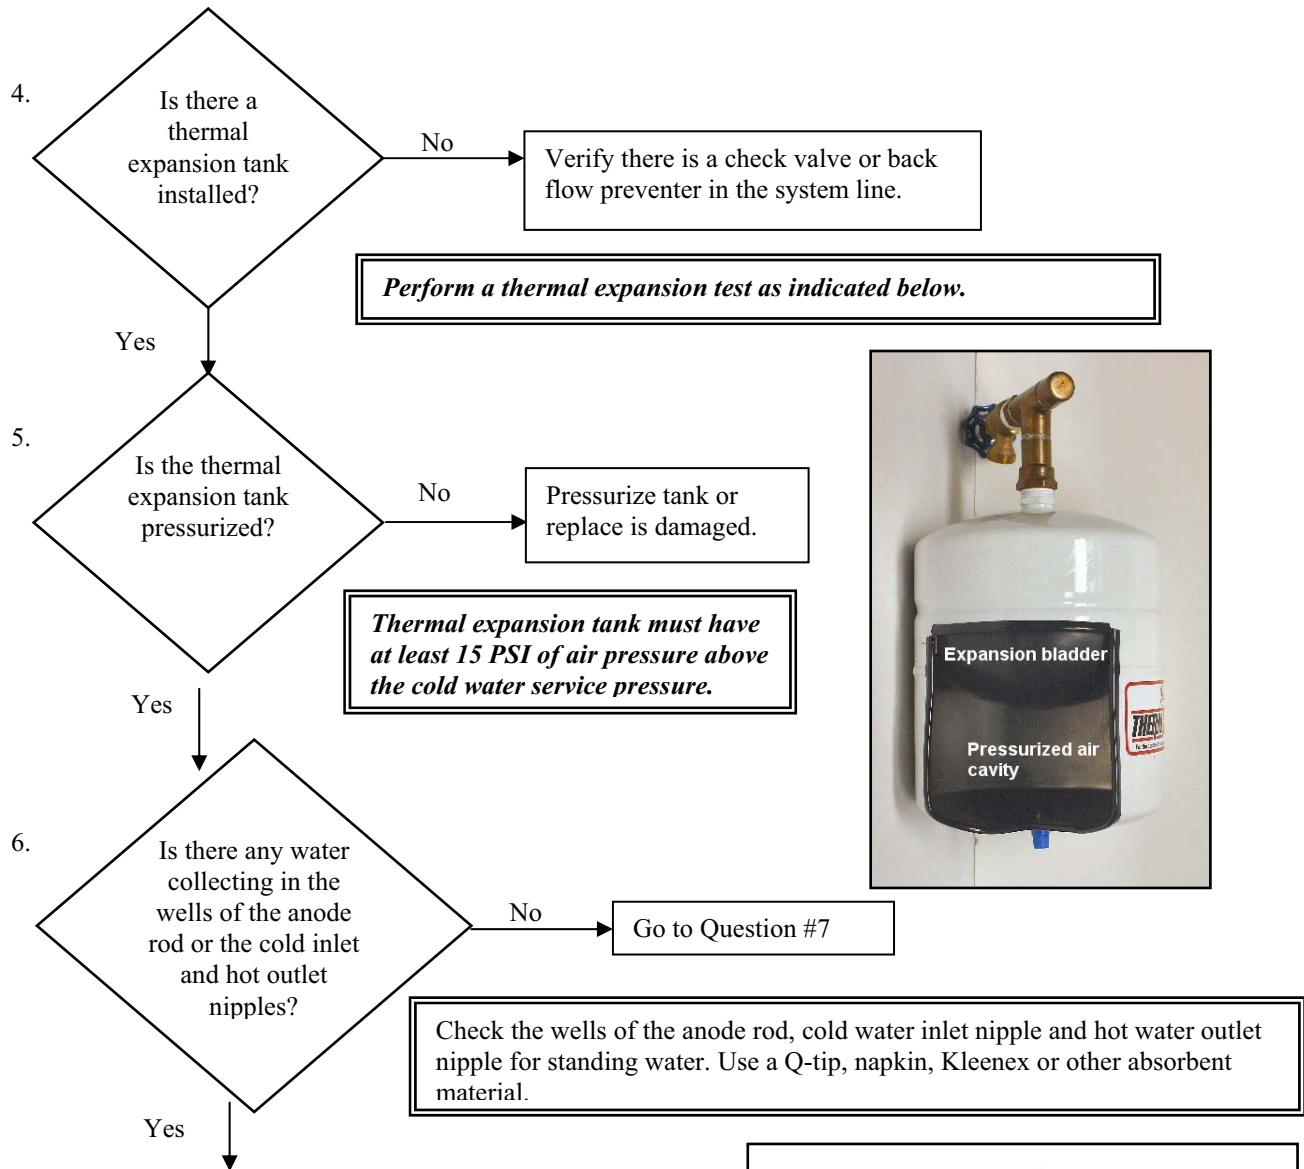 4.
Is there a
thermal
expansion tank
installed?
No
Verify there is a check valve or back
flow preventer in the system line.
Perform a thermal expansion test as indicated below.
Yes
5.
Is the thermal
expansion tank
pressurized?
No
Pressurize tank or
replace is damaged.
Thermal expansion tank must have
at least 15 PSI of air pressure above
the cold water service pressure.
Expansion bladder
Pressurized air
cavity
Yes
6.
Is there any water
collecting in the
wells of the anode
rod or the cold inlet
and hot outlet
nipples?
No
Go to Question #7
Check the wells of the anode rod, cold water inlet nipple and hot water outlet
nipple for standing water. Use a Q-tip, napkin, Kleenex or other absorbent
material.
Yes